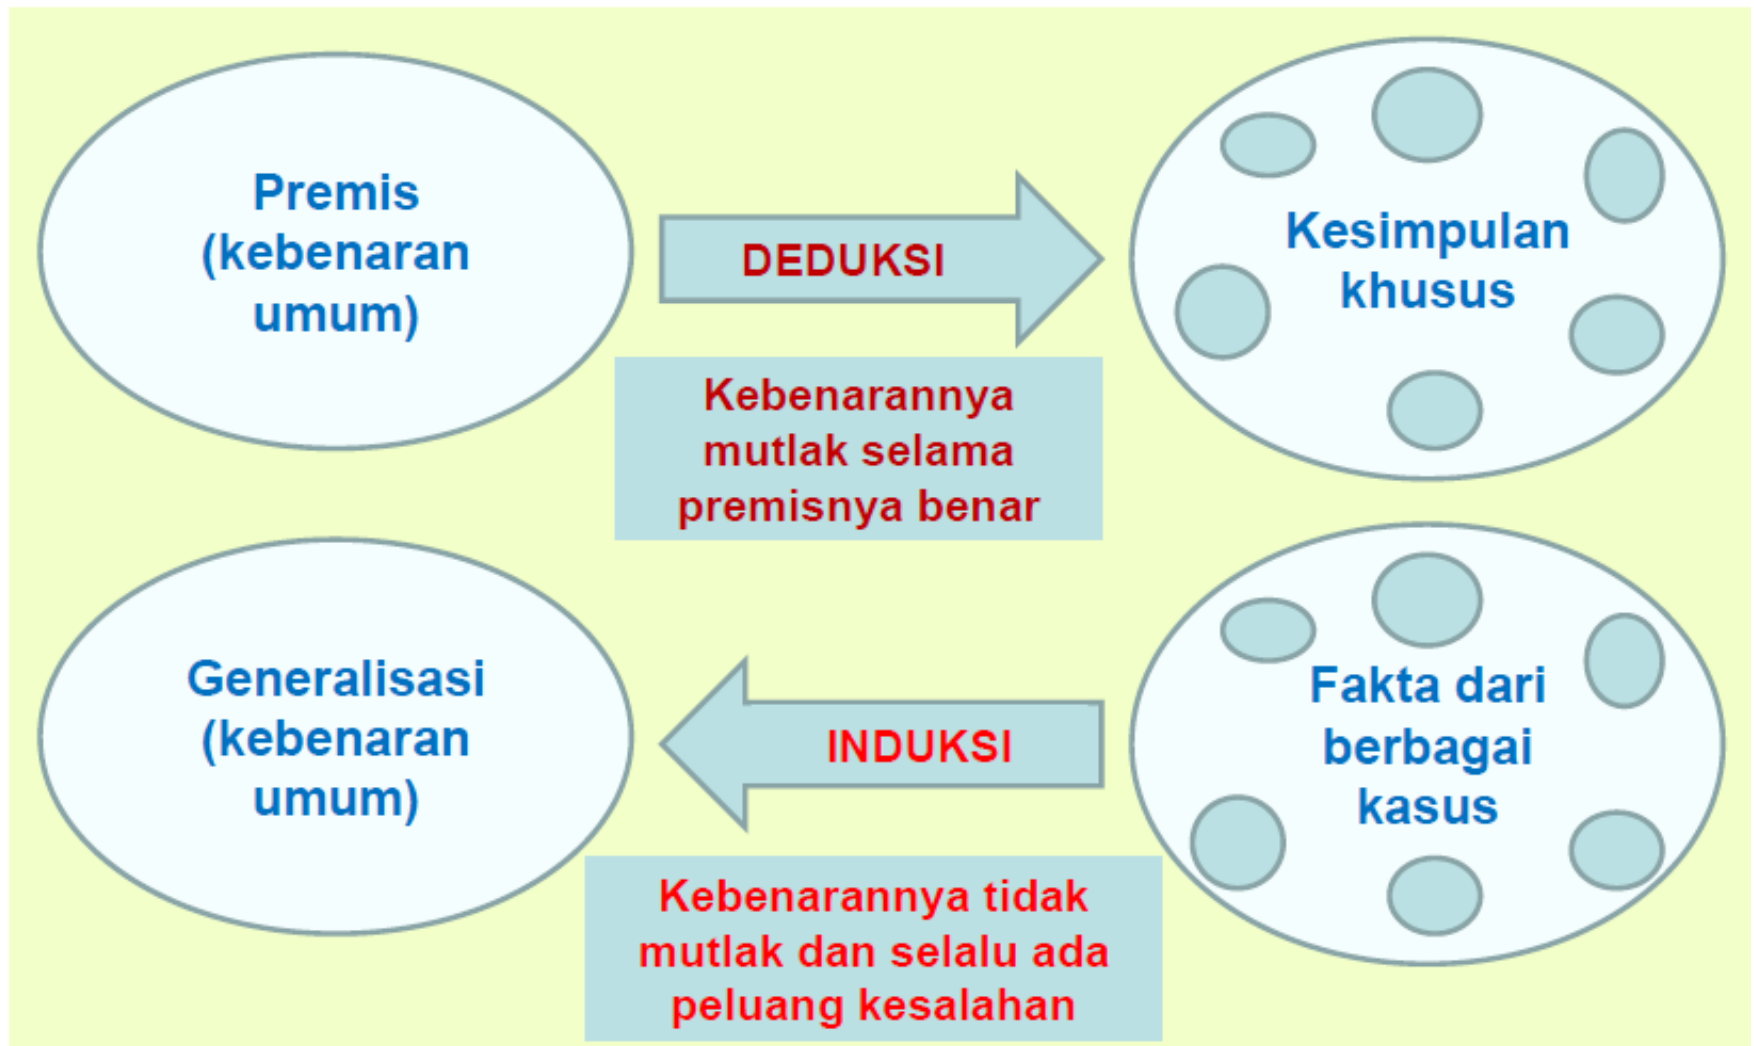 Premis
(kebenaran
umum)
DEDUKSI
Kesimpulan
khusus
Kebenarannya
mutlak selama
premisnya benar
Generalisasi
(kebenaran
umum)
INDUKSI
Fakta dari
berbagai
kasus
Kebenarannya tidak
mutlak dan selalu ada
peluang kesalahan